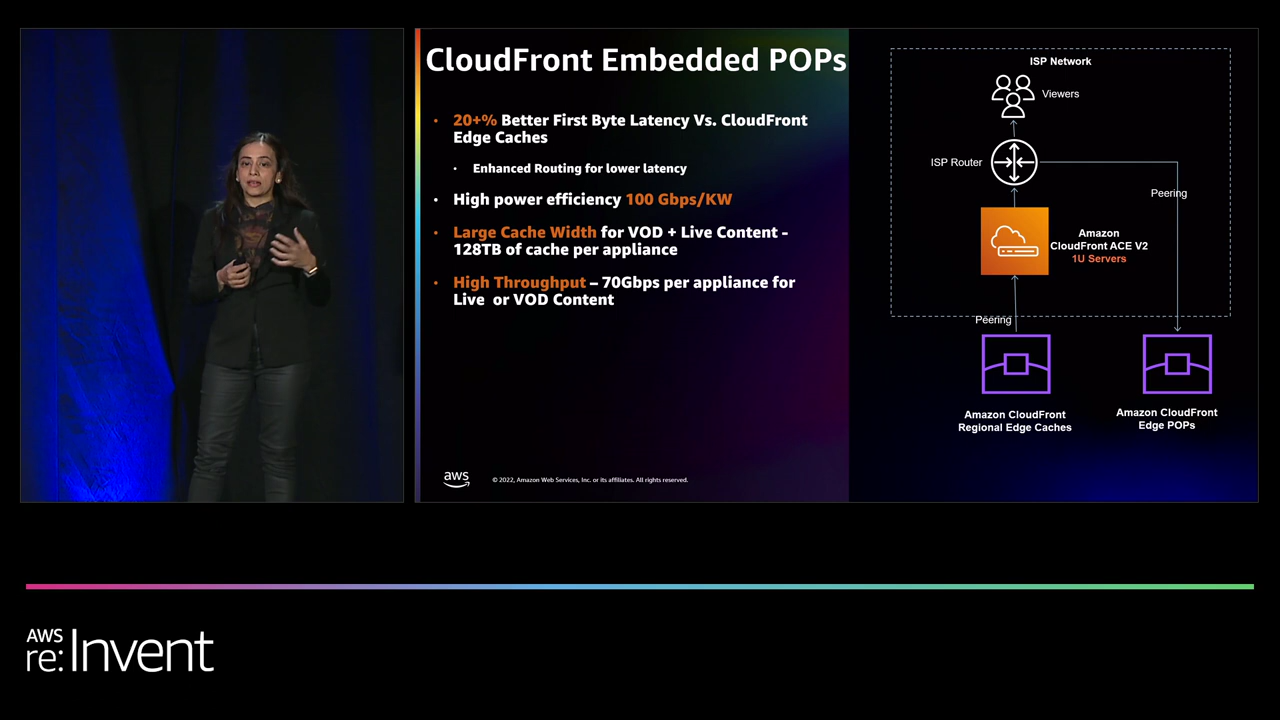 CloudFront Embedded POPs
• 20+% Better First Byte Latency Vs. CloudFront
Edge Caches
• Enhanced Routing for lower latency
• High power efficiency 100 Gbps/KW
• Large Cache Width for VOD + Live Content -
128TB of cache per appliance
• High Throughput – 70Gbps per appliance for
Live or VOD Content
aws
© 2022, Amazon Web Services, Inc. or its affiliates. All rights reserved.
ISP Network
Viewers
ISP Router
Peering
Amazon
CloudFront ACE V2
1U Servers
Peering
Amazon CloudFront
Regional Edge Caches
Amazon CloudFront
Edge POPs
AWS
re:Invent